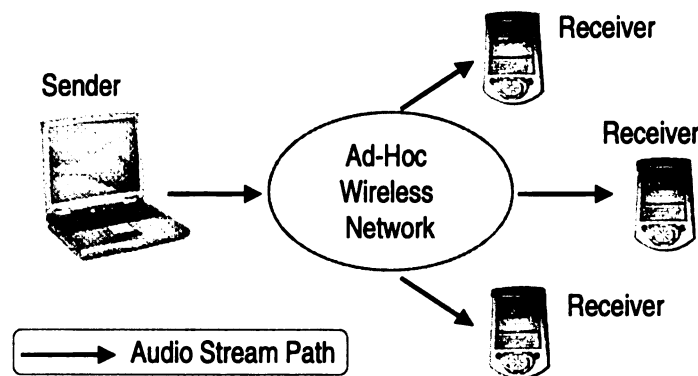 Receiver
Sender
Receiver
Ad-Hoc
Wireless
Network
Receiver
Audio Stream Path